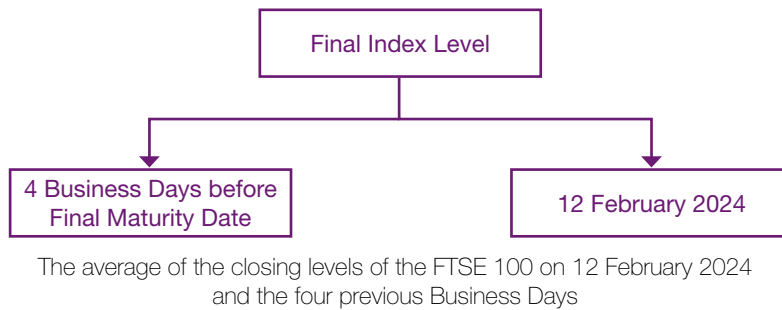 Final Index Level
4 Business Days before
Final Maturity Date
12 February 2024
The average of the closing levels of the FTSE 100 on 12 February 2024
and the four previous Business Days